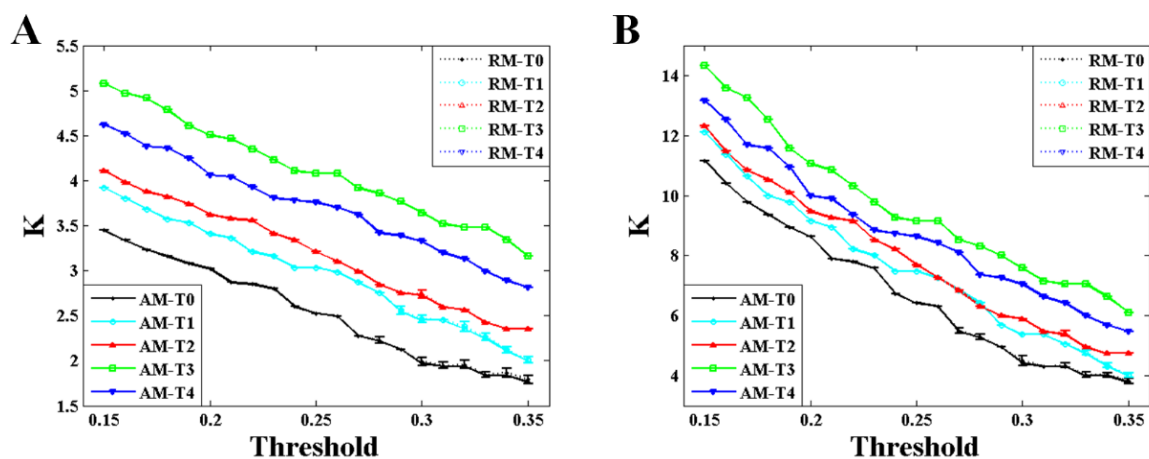 A
5.5
5
4.5
4
3.5
3
2.5
2
1.5
K
RM-T0
RM-T1
RM-T2
RM-T3
RM-T4
AM-T0
AM-T1
AM-T2
AM-T3
AM-T4
0.15
0.2
0.25
0.3
0.35
Threshold
B
14
12
10
8
6
4
K
RM-T0
RM-T1
RM-T2
RM-T3
RM-T4
AM-T0
AM-T1
AM-T2
AM-T3
AM-T4
0.15
0.2
0.25
0.3
0.35
Threshold